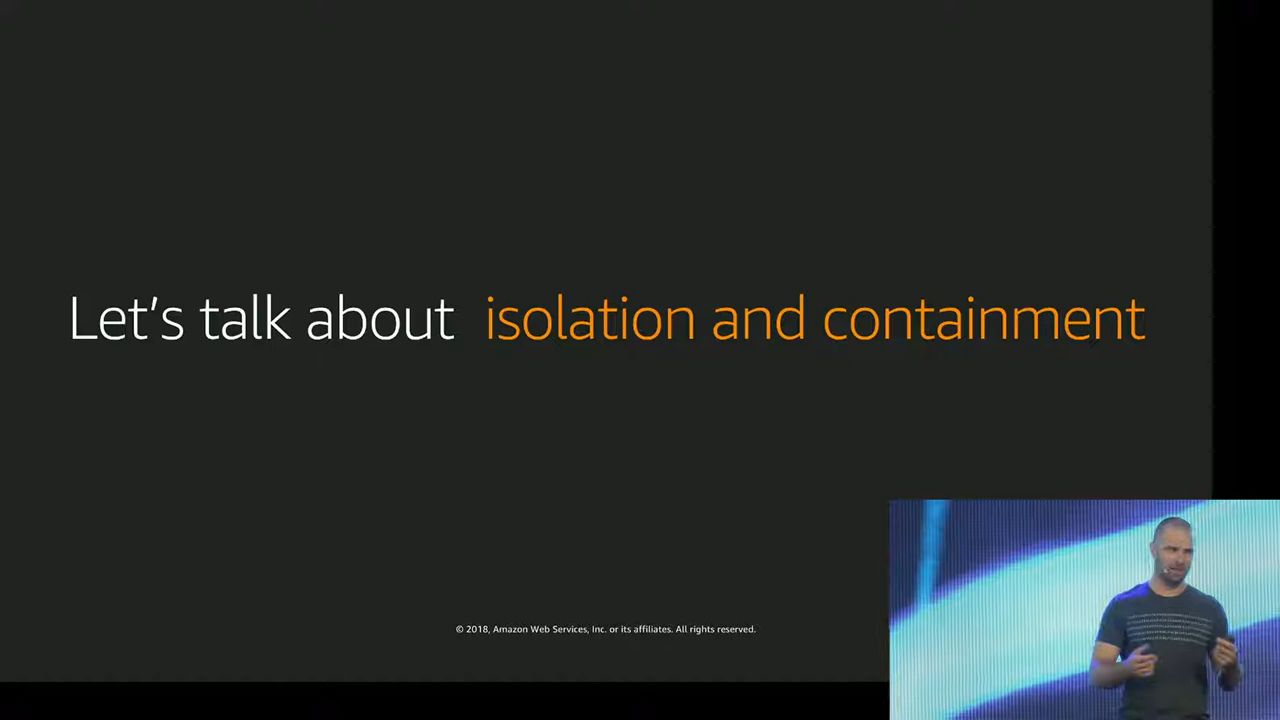 Let's talk about isolation and containment
© 2018, Amazon Web Services, Inc. or its affiliates. All rights reserved.